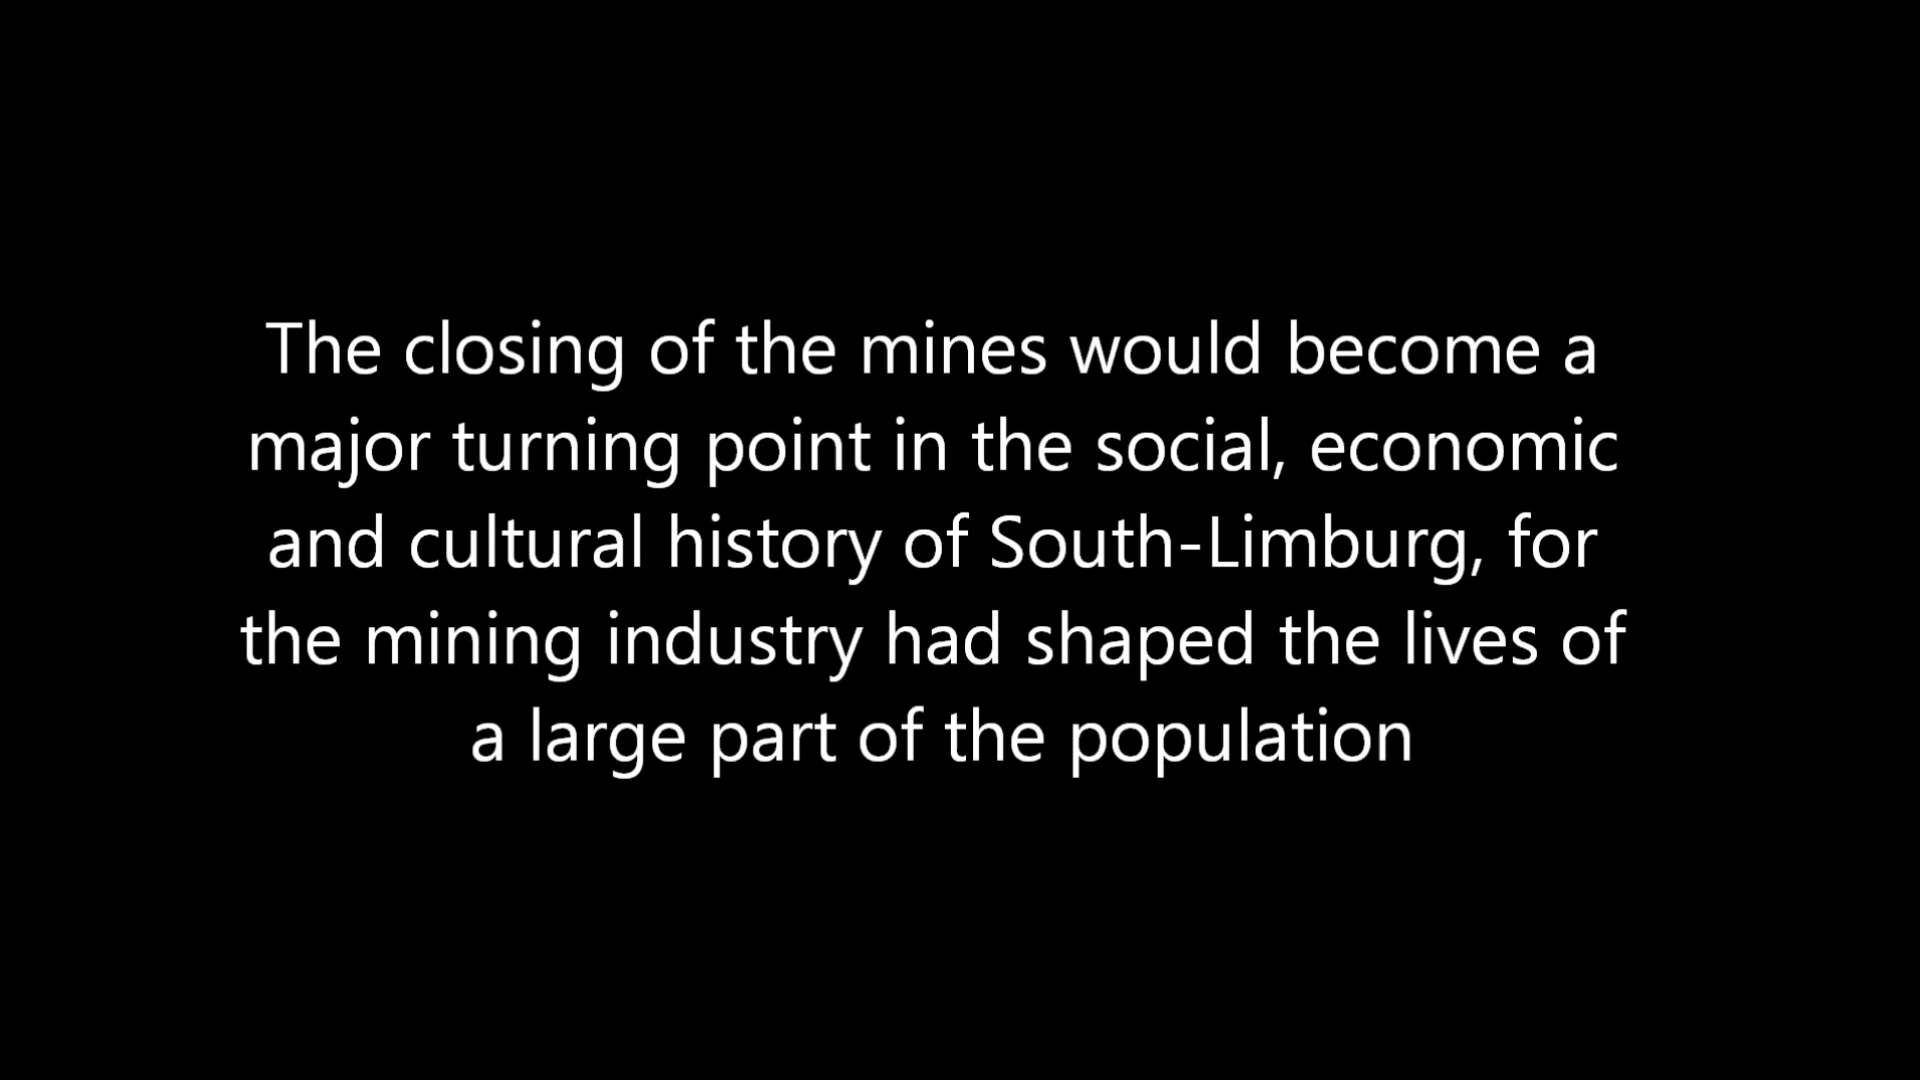 The closing of the mines would become a
major turning point in the social, economic
and cultural history of South-Limburg, for
the mining industry had shaped the lives of
a large part of the population